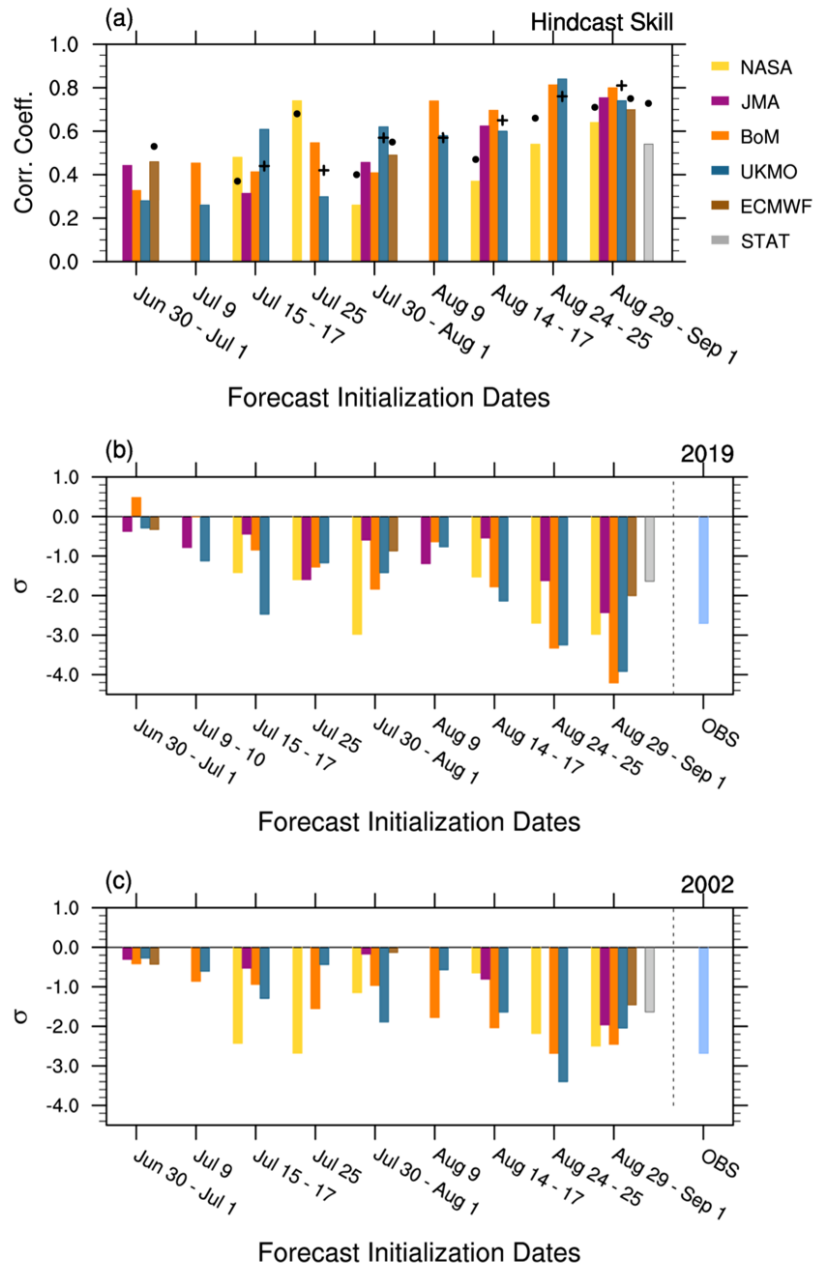 (a)
Hindcast Skill
1.0
0.8
0.6
0.4
0.2
0.0
Corr. Coeff.
NASA
JMA
BoM
UKMO
ECMWF
STAT
Jun 30 - Jul 1
Jul 9
Jul 15 - 17
Jul 25
Jul 30 - Aug 1
Aug 9
Aug 14 - 17
Aug 24 - 25
Aug 29 - Sep 1
Forecast Initialization Dates
(b)
2019
1.0
0.0
-1.0
-2.0
-3.0
-4.0
σ
Jun 30 - Jul 1
Jul 9 - 10
Jul 15 - 17
Jul 25
Jul 30 - Aug 1
Aug 9
Aug 14 - 17
Aug 24 - 25
Aug 29 - Sep 1
OBS
Forecast Initialization Dates
(c)
2002
1.0
0.0
-1.0
-2.0
-3.0
-4.0
σ
Jun 30 - Jul 1
Jul 9
Jul 15 - 17
Jul 25
Jul 30 - Aug 1
Aug 9
Aug 14 - 17
Aug 24 - 25
Aug 29 - Sep 1
OBS
Forecast Initialization Dates